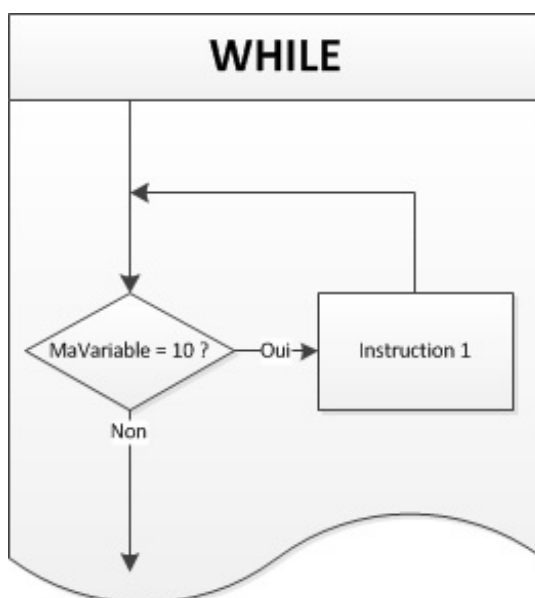 WHILE
MaVariable = 10 ?
Oui
Instruction 1
Non